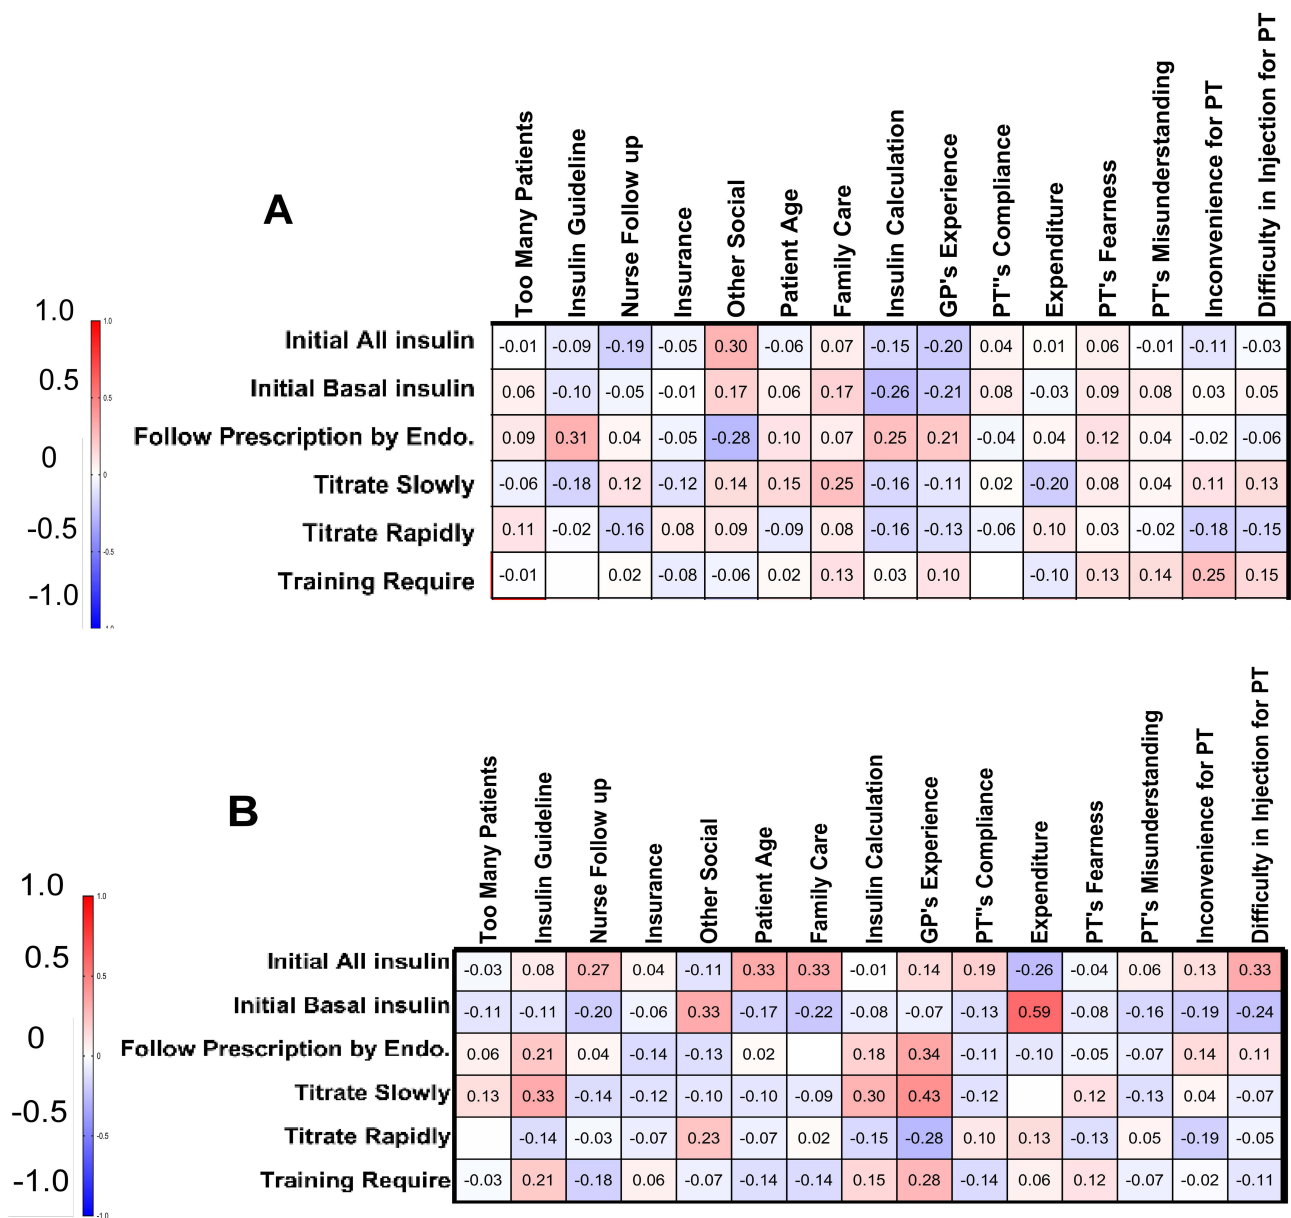 A
Too Many Patients
Insulin Guideline
Nurse Follow up
Insurance
Other Social
Patient Age
Family Care
Insulin Calculation
GP's Experience
PT"s Compliance
Expenditure
PT's Fearness
PT's Misunderstanding
Inconvenience for PT
Difficulty in Injection for PT
1.0
0.5
0
-0.5
-1.0
1.0
0.5
0
-0.5
-1.0
Initial All insulin -0.01 -0.09 -0.19 -0.05 0.30 -0.06 0.07 -0.15 -0.20 0.04 0.01 0.06 -0.01 -0.11 -0.03
Initial Basal insulin 0.06 -0.10 -0.05 -0.01 0.17 0.06 0.17 -0.26 -0.21 0.08 -0.03 0.09 0.08 0.03 0.05
Follow Prescription by Endo. 0.09 0.31 0.04 -0.05 -0.28 0.10 0.07 0.25 0.21 -0.04 0.04 0.12 0.04 -0.02 -0.06
Titrate Slowly -0.06 -0.18 0.12 -0.12 0.14 0.15 0.25 -0.16 -0.11 0.02 -0.20 0.08 0.04 0.11 0.13
Titrate Rapidly 0.11 -0.02 -0.16 0.08 0.09 -0.09 0.08 -0.16 -0.13 -0.06 0.10 0.03 -0.02 -0.18 -0.15
Training Require -0.01 0.02 -0.08 -0.06 0.02 0.13 0.03 0.10 -0.10 0.13 0.14 0.25 0.15
B
Too Many Patients
Insulin Guideline
Nurse Follow up
Insurance
Other Social
Patient Age
Family Care
Insulin Calculation
GP's Experience
PT"s Compliance
Expenditure
PT's Fearness
PT's Misunderstanding
Inconvenience for PT
Difficulty in Injection for PT
1.0
0.5
0
-0.5
-1.0
1.0
0.5
0
-0.5
-1.0
Initial All insulin -0.03 0.08 0.27 0.04 -0.11 0.33 0.33 -0.01 0.14 0.19 -0.26 -0.04 0.06 0.13 0.33
Initial Basal insulin -0.11 -0.11 -0.20 -0.06 0.33 -0.17 -0.22 -0.08 -0.07 -0.13 0.59 -0.08 -0.16 -0.19 -0.24
Follow Prescription by Endo. 0.06 0.21 0.04 -0.14 -0.13 0.02 0.18 0.34 -0.11 -0.10 -0.05 -0.07 0.14 0.11
Titrate Slowly 0.13 0.33 -0.14 -0.12 -0.10 -0.10 -0.09 0.30 0.43 -0.12 0.12 -0.13 0.04 -0.07
Titrate Rapidly -0.14 -0.03 -0.07 0.23 -0.07 0.02 -0.15 -0.28 0.10 0.13 -0.13 0.05 -0.19 -0.05
Training Require -0.03 0.21 -0.18 0.06 -0.07 -0.14 -0.14 0.15 0.28 -0.14 0.06 0.12 -0.07 -0.02 -0.11